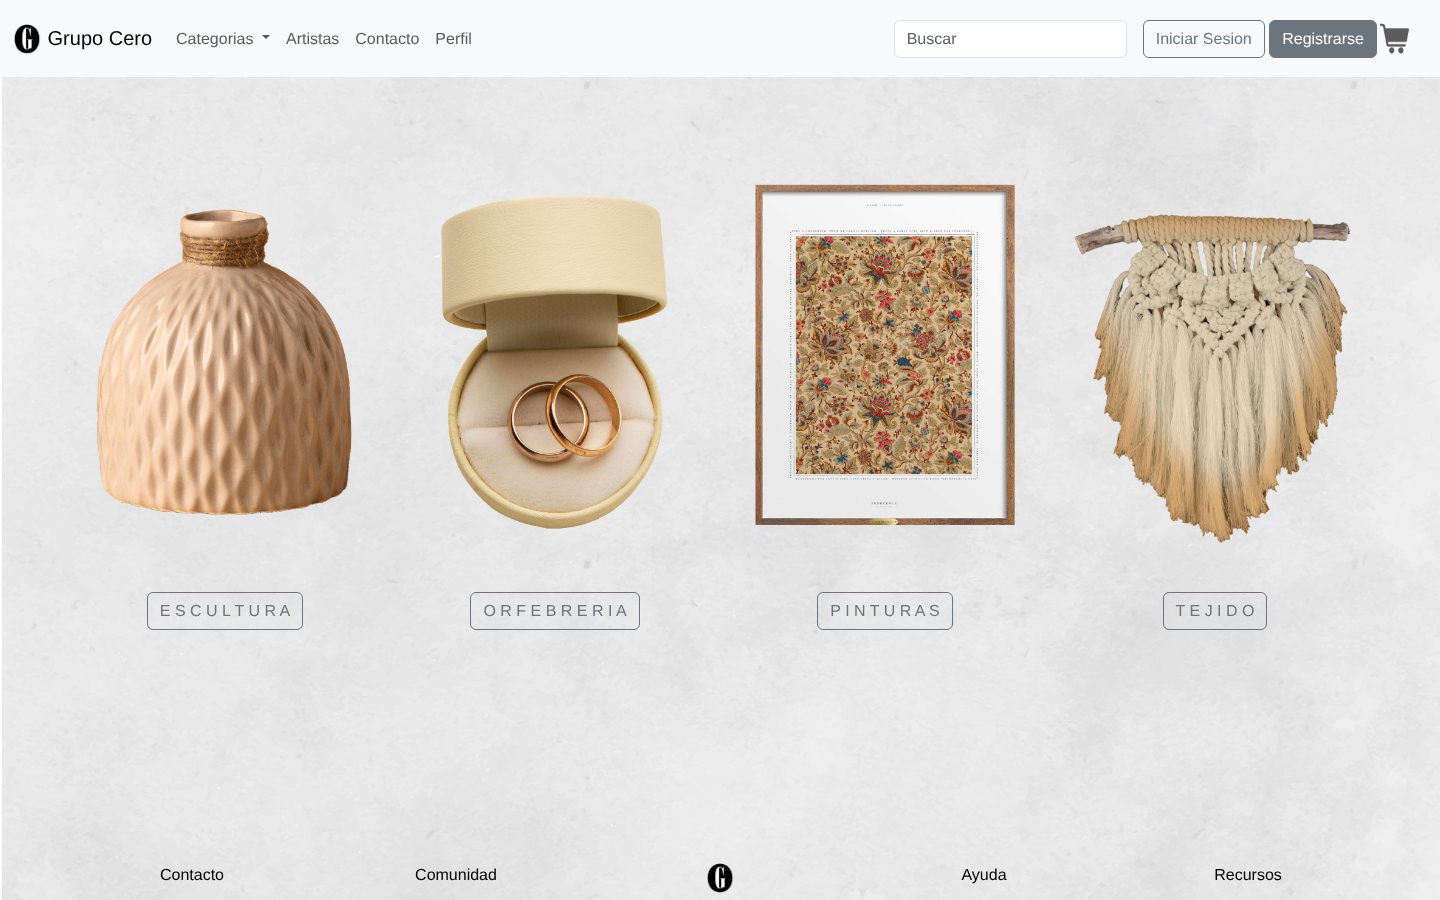 Grupo Cero Categorias Artistas Contacto Perfil Buscar Iniciar Sesion Registrarse
ESCULTURA ORFEBRERIA PINTURAS TEJIDO
Contacto Comunidad G Ayuda Recursos